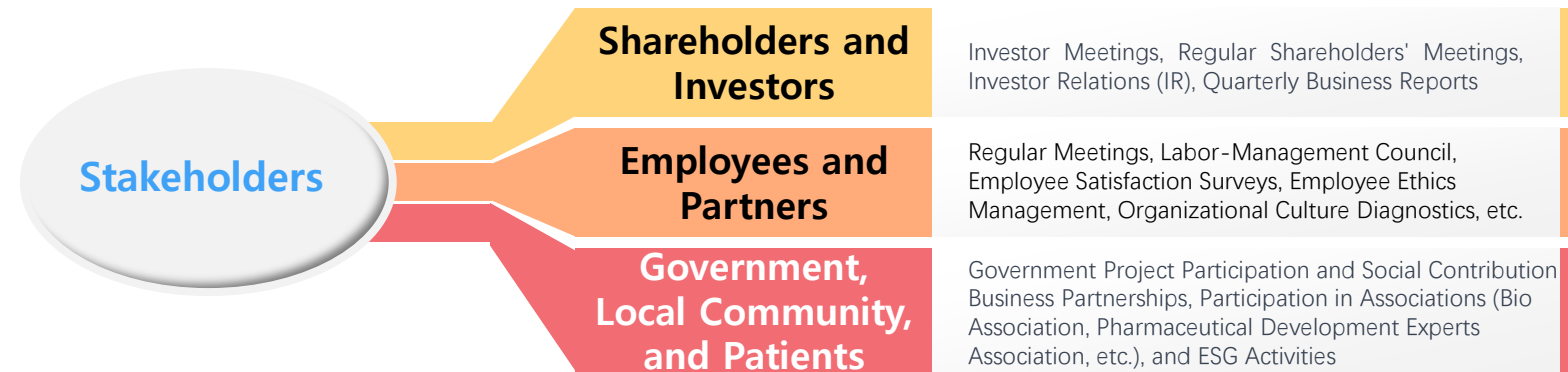 Stakeholders
Shareholders and
Investors
Investor Meetings, Regular Shareholders' Meetings,
Investor Relations (IR), Quarterly Business Reports
Employees and
Partners
Regular Meetings, Labor-Management Council,
Employee Satisfaction Surveys, Employee Ethics
Management, Organizational Culture Diagnostics, etc.
Government,
Local Community,
and Patients
Government Project Participation and Social Contribution
Business Partnerships, Participation in Associations (Bio
Association, Pharmaceutical Development Experts
Association, etc.), and ESG Activities